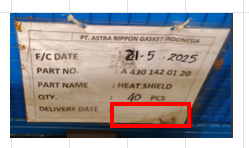 PT. ASTRA NIPPON GASKET INDONESIA
F/C DATE : 21-5-2025
PART NO. : A 430 142 01 20
PART NAME : HEAT SHIELD
QTY. : 40 PCS
DELIVERY DATE